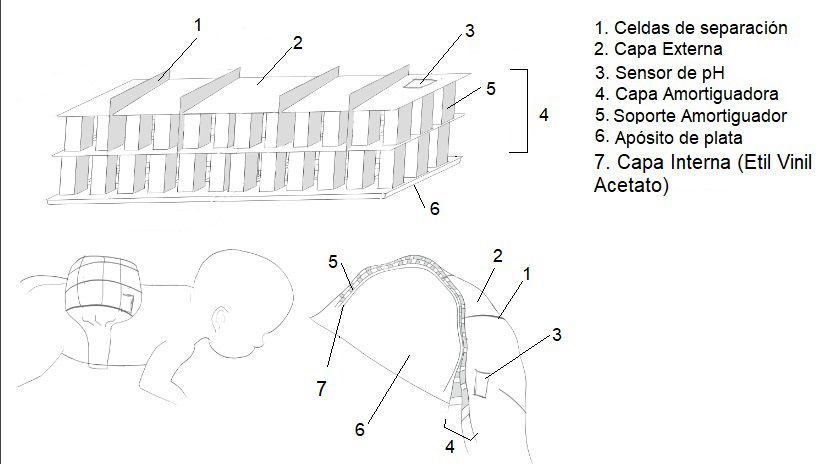 1
2
3
5
4
6
1. Celdas de separación
2. Capa Externa
3. Sensor de pH
4. Capa Amortiguadora
5. Soporte Amortiguador
6. Apósito de plata
7. Capa Interna (Etil Vinil
Acetato)
5
2
1
3
7
6
4